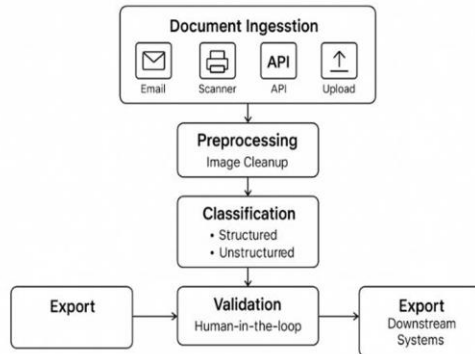 Document Ingesstion
API
Email
Scanner
API
Upload
Preprocessing
Image Cleanup
Classification
• Structured
• Unstructurred
Export
Validation
Human-in-the-loop
Export
Downstream
Systems